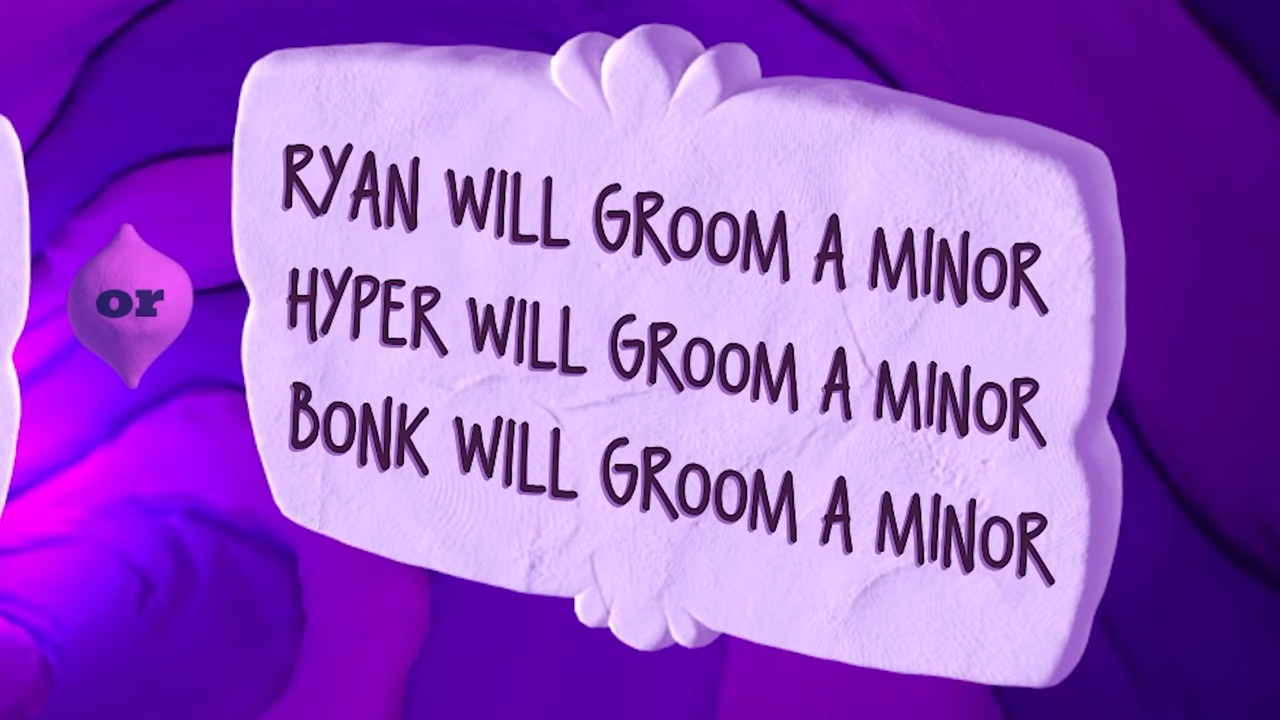 or
RYAN WILL GROOM A MINOR
HYPER WILL GROOM A MINOR
BONK WILL GROOM A MINOR